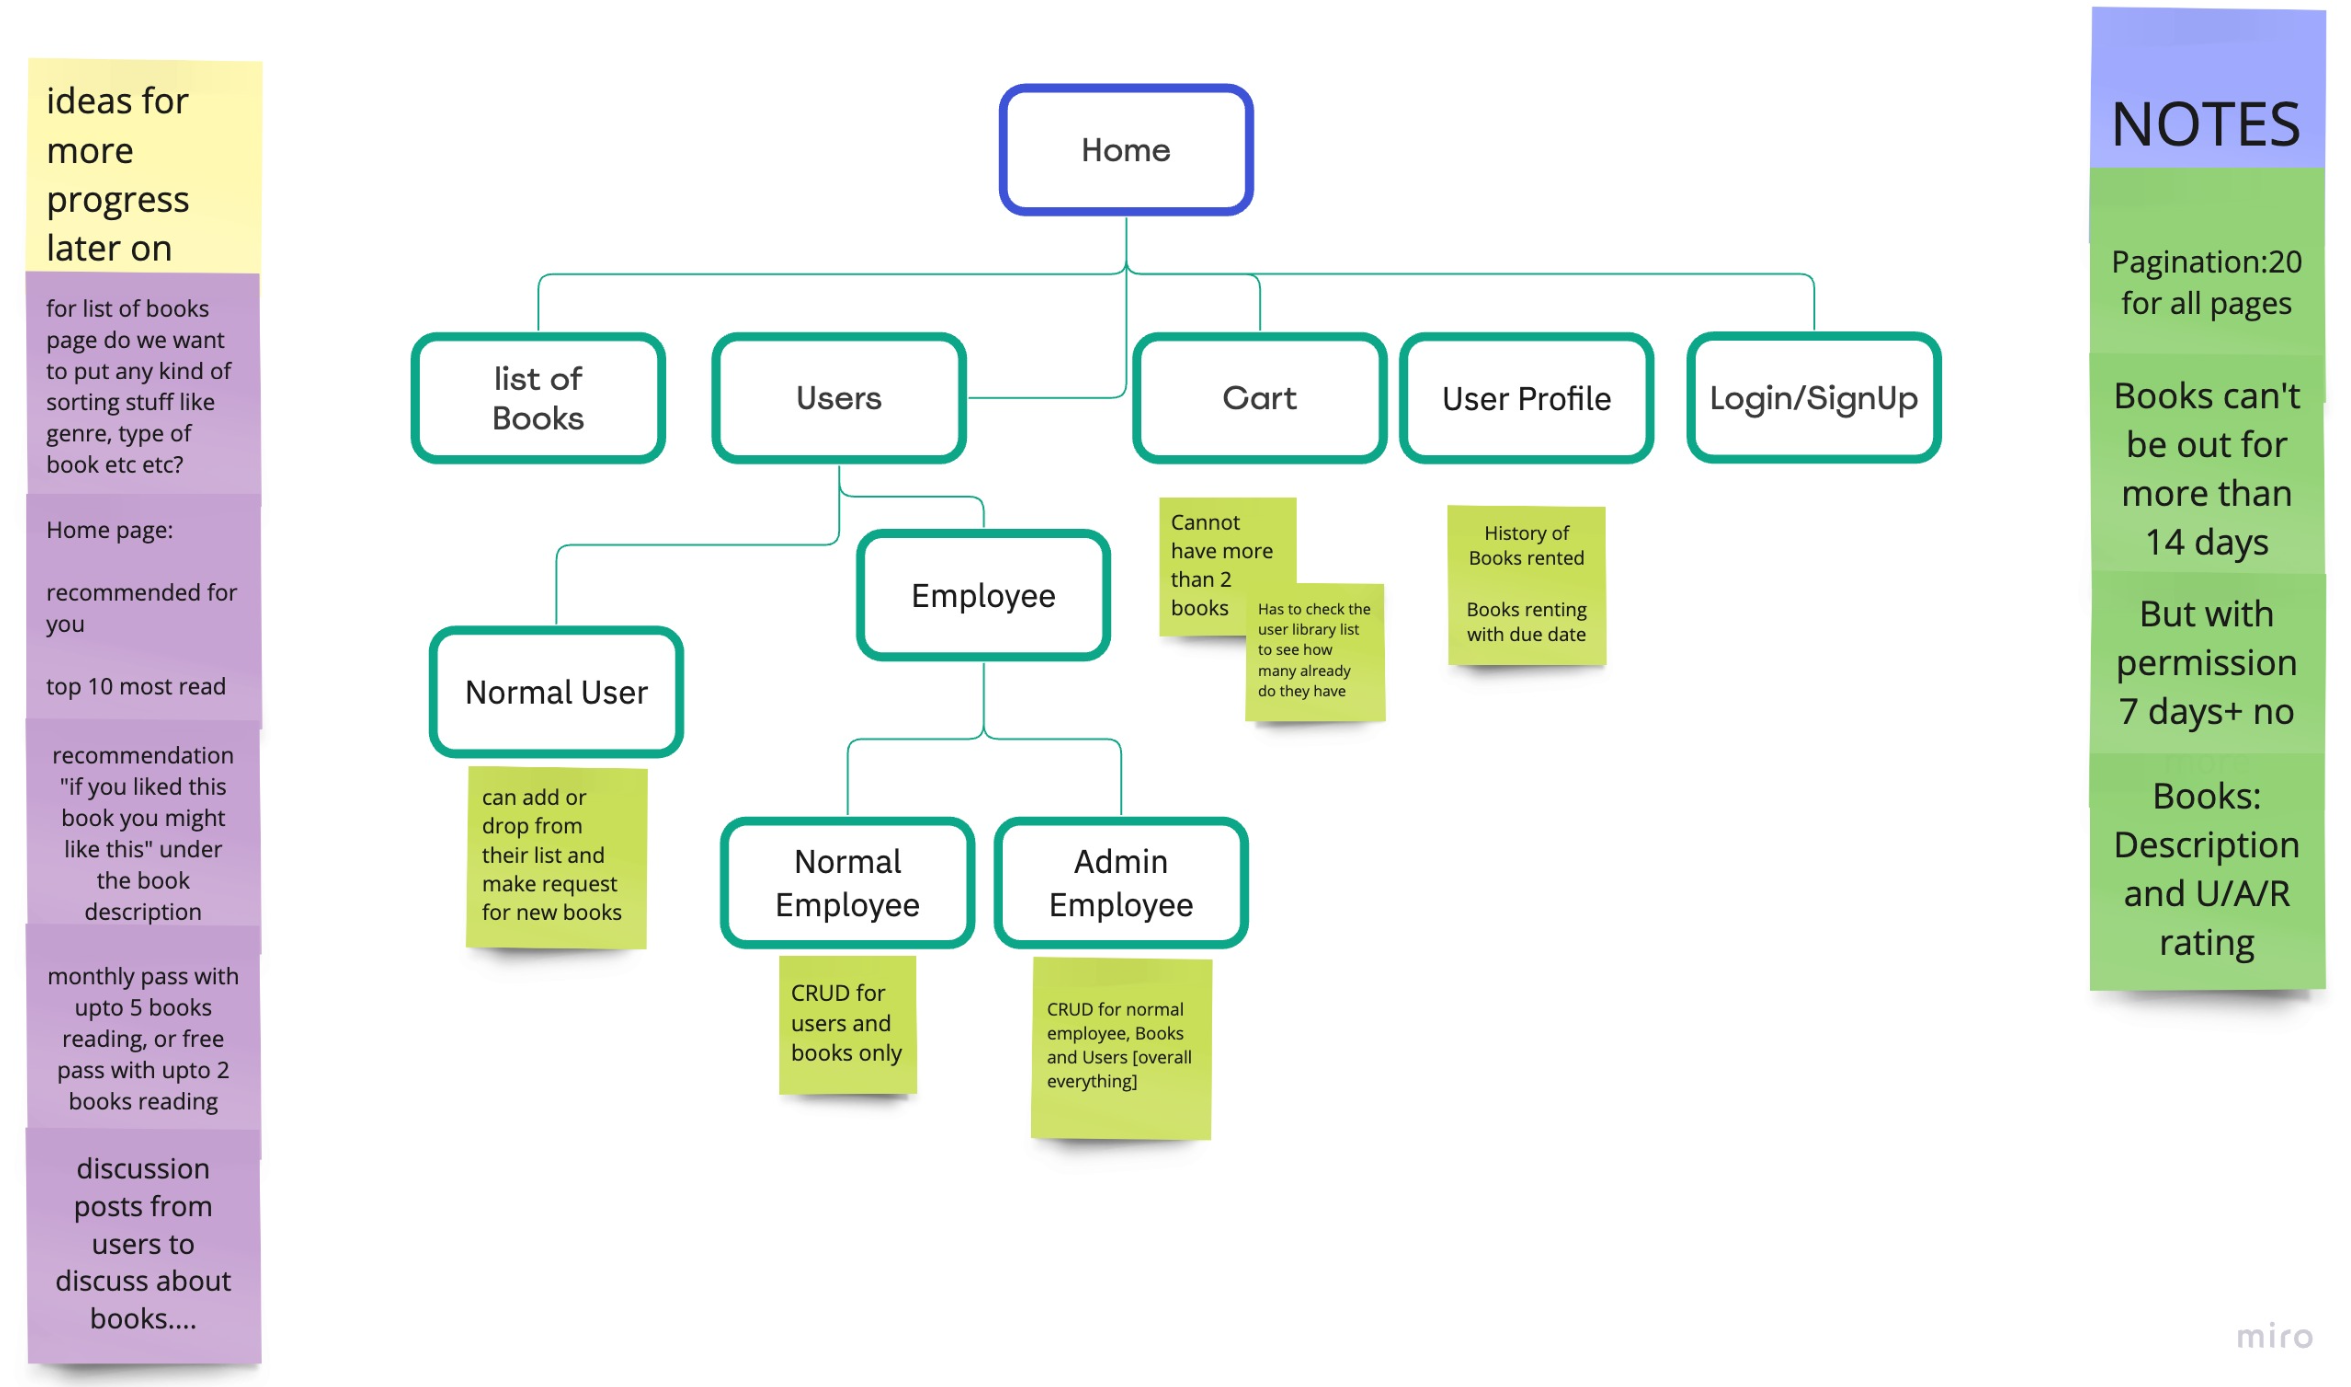 ideas for
more
progress
later on
for list of books
page do we want
to put any kind of
sorting stuff like
genre, type of
book etc etc?
Home page:
recommended for
you
top 10 most read
recommendation
"if you liked this
book you might
like this" under
the book
description
monthly pass with
upto 5 books
reading, or free
pass with upto 2
books reading
discussion
posts from
users to
discuss about
books....
Home
list of
Books
Users
Cart
User Profile
Login/SignUp
Employee
Normal User
Normal
Employee
Admin
Employee
Cannot
have more
than 2
books
Has to check the
user library list
to see how
many already
do they have
History of
Books rented
Books renting
with due date
can add or
drop from
their list and
make request
for new books
CRUD for
users and
books only
CRUD for normal
employee, Books
and Users [overall
everything]
NOTES
Pagination:20
for all pages
Books can't
be out for
more than
14 days
But with
permission
7 days+ no
Books:
Description
and U/A/R
rating
miro